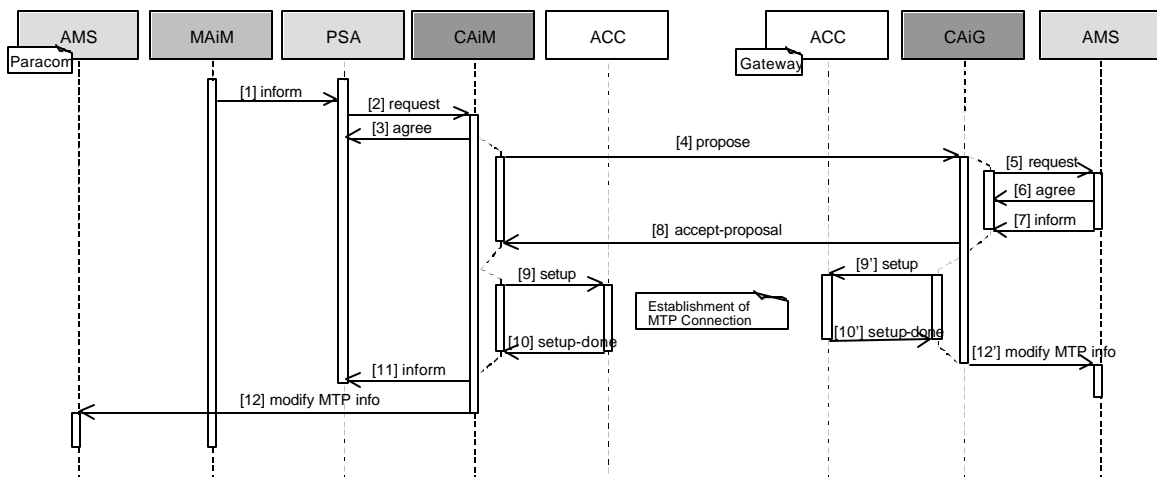 AMS
MAiM
PSA
CAiM
ACC
ACC
CAiG
AMS
Paracom
Gateway
[1] inform
[2] request
[3] agree
[4] propose
[5] request
[6] agree
[7] inform
[8] accept-proposal
[9] setup
[9'] setup
Establishment of
MTP Connection
[10] setup-done
[10'] setup-done
[11] inform
[12'] modify MTP info
[12] modify MTP info